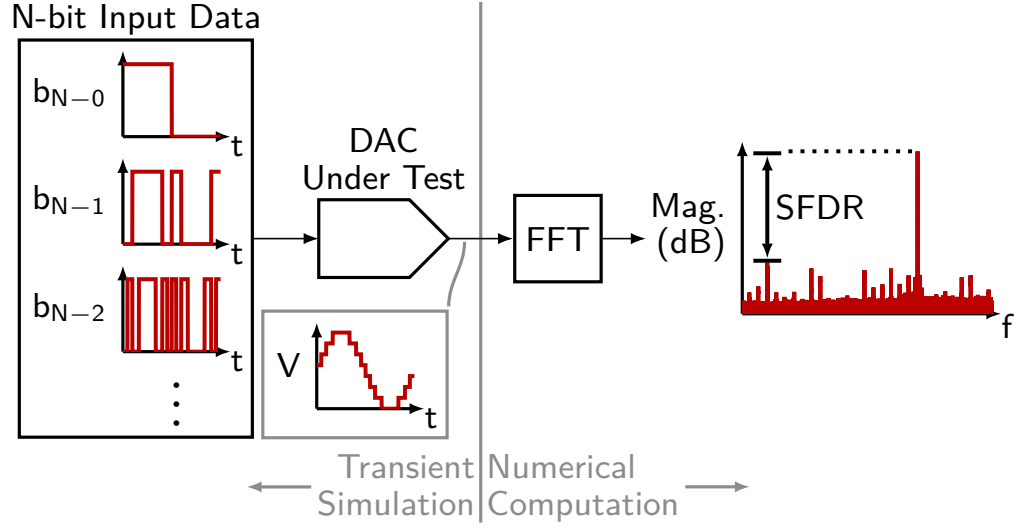 N-bit Input Data
b_{N−0}
t
b_{N−1}
t
b_{N−2}
t
DAC
Under Test
V
t
FFT
Mag.
(dB)
SFDR
f
Transient
Simulation
Numerical
Computation